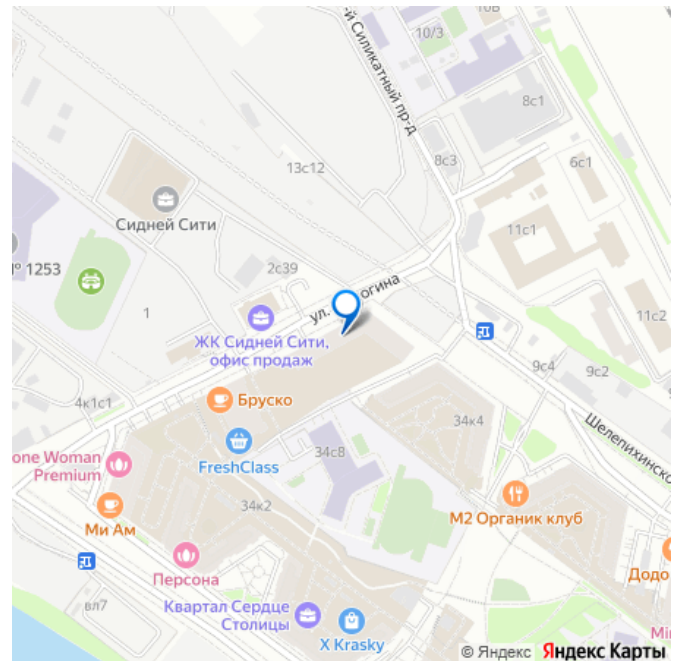 10В
10/3
-й Силикатный пр-д
8с1
8с3
6с1
13с12
Сидней Сити
11с1
№ 1253
2с39
ул.
огина
11с2
1
ЖК Сидней Сити,
офис продаж
9с4
9с2
4к1с1
Бруско
34к4
Шелепихинско
one Woman
Premium
FreshClass
34с8
34к2
М2 Органик клуб
Ми Ам
Персона
Додо
вл7
Квартал Сердце
Столицы
X Krasky
Mi
© Яндекс Яндекс Карты